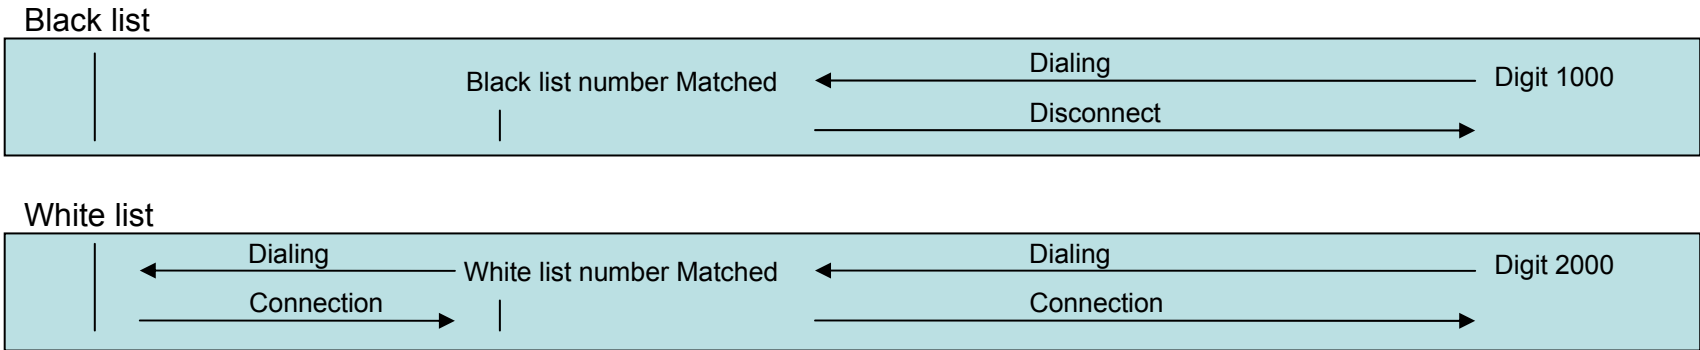 Black list
Dialing
Black list number Matched
Digit 1000
Disconnect
White list
Dialing
Dialing
White list number Matched
Digit 2000
Connection
Connection